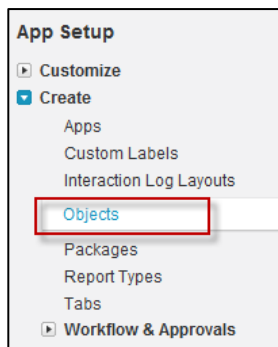 App Setup
Customize
Create
Apps
Custom Labels
Interaction Log Layouts
Objects
Packages
Report Types
Tabs
Workflow & Approvals